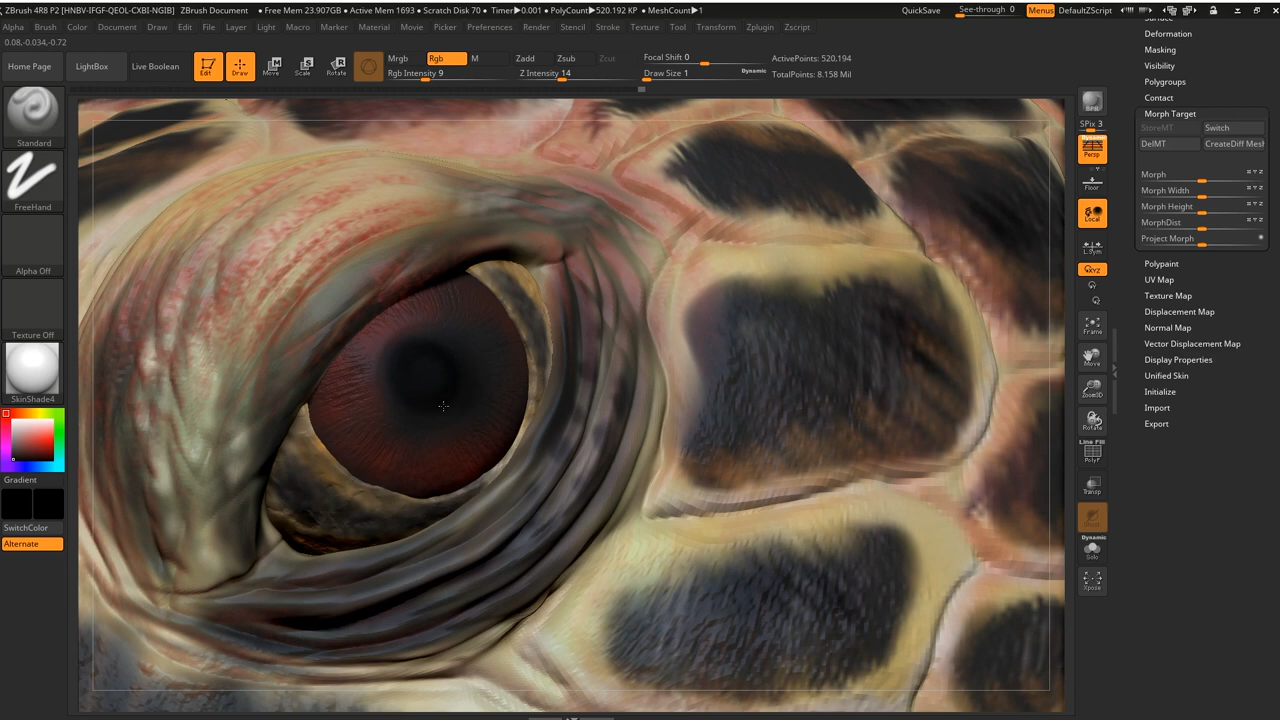 ZBrush 4R8 P2 [HNBV-IFGF-QEOL-CXBI-NGIB] ZBrush Document ● Free Mem 23.907GB ● Active Mem 1693 ● Scratch Disk 70 ● Timer▶0.001 ● PolyCount▶520.192 KP ● MeshCount▶1 QuickSave See-through 0 Menus DefaultZScript
Alpha Brush Color Document Draw Edit File Layer Light Macro Marker Material Movie Picker Preferences Render Stencil Stroke Texture Tool Transform Zplugin Zscript
0.08,-0.034,-0.72
Home Page LightBox Live Boolean Edit Draw Move Scale Rotate
Mrgb Rgb M Zadd Zsub Zcut
Rgb Intensity 9 Z Intensity 14
Focal Shift 0
Draw Size 1 Dynamic
ActivePoints: 520,194
TotalPoints: 8.158 Mil
Standard
FreeHand
Alpha Off
Texture Off
SkinShade4
Gradient
SwitchColor
Alternate
BPR
SPix 3
Dynamic
Persp
Floor
Local
L.Sym
XYZ
Frame
Move
Zoom3D
Rotate
Line Fill
PolyF
Transp
Dynamic
Solo
Xpose
Surface
Deformation
Masking
Visibility
Polygroups
Contact
Morph Target
StoreMT Switch
DelMT CreateDiff Mesh
Morph
Morph Width
Morph Height
MorphDist
Project Morph
Polypaint
UV Map
Texture Map
Displacement Map
Normal Map
Vector Displacement Map
Display Properties
Unified Skin
Initialize
Import
Export